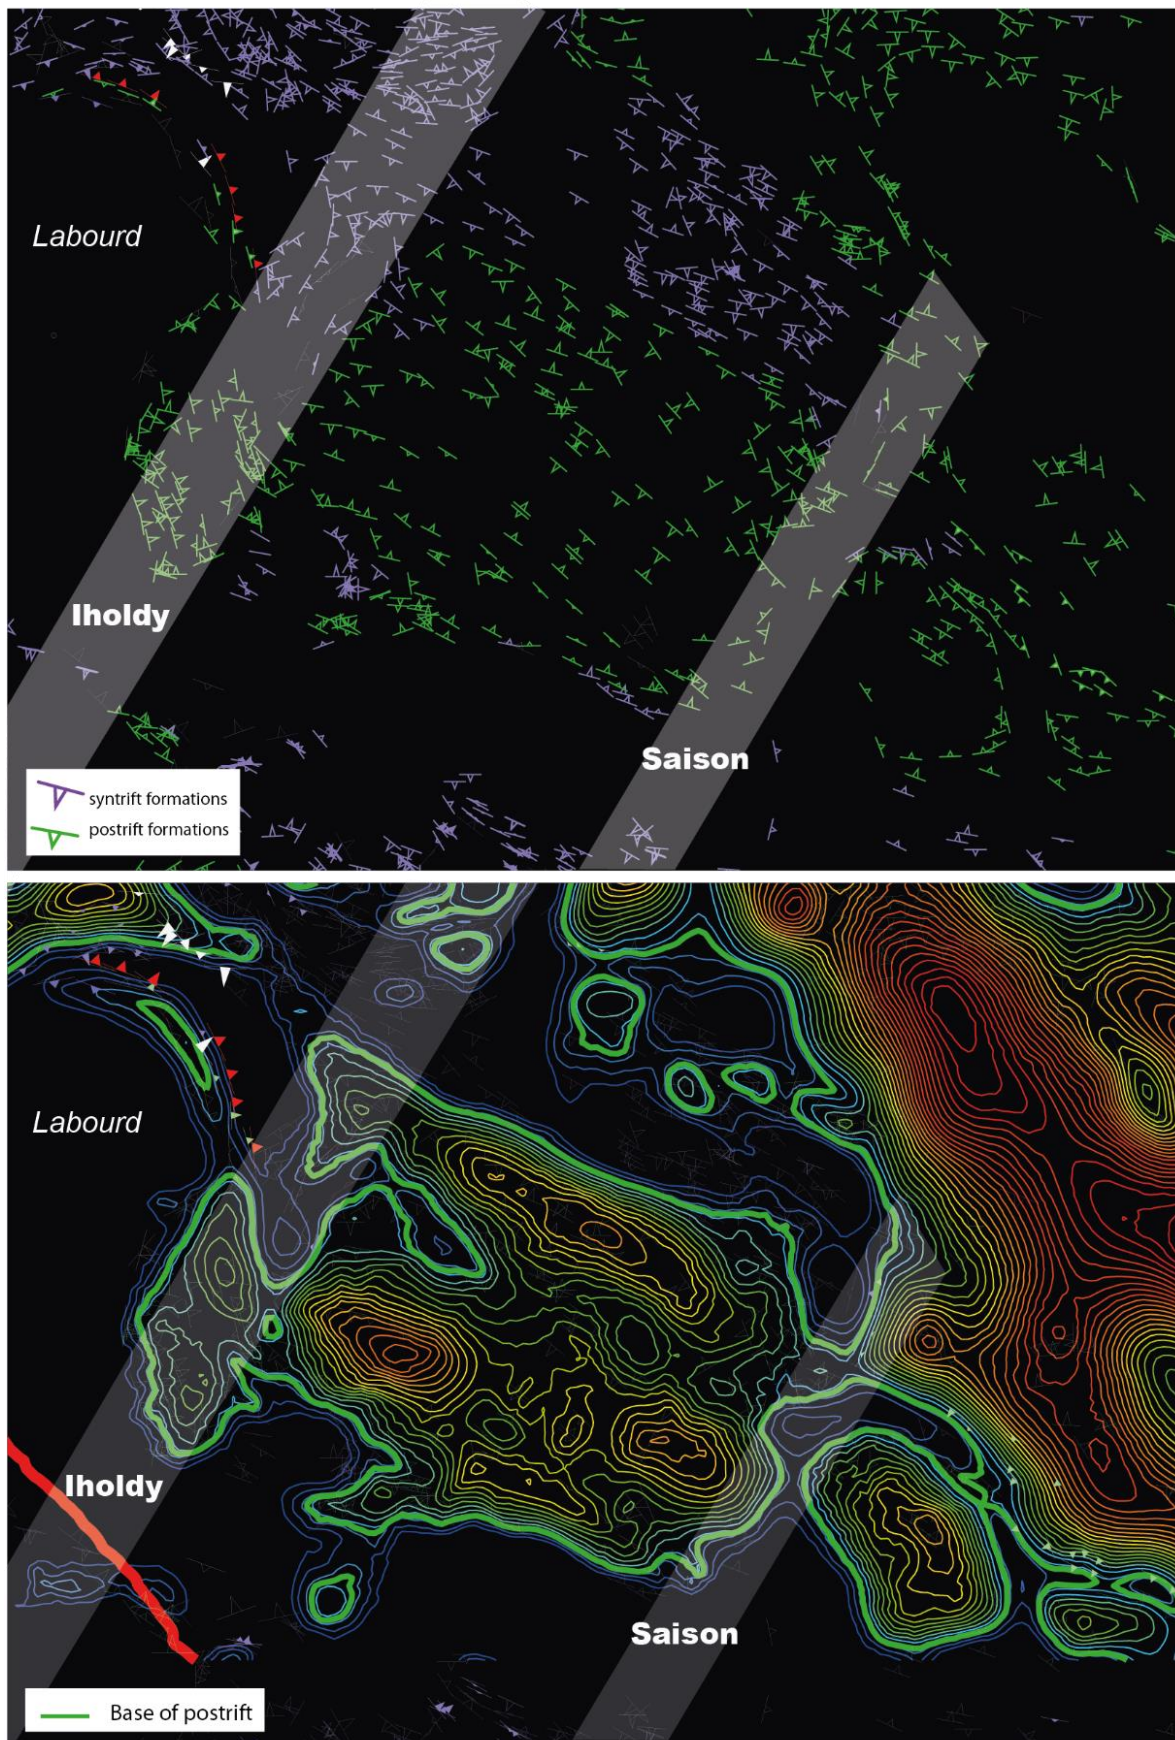 Labourd
Iholdy
Saison
syntrift formations
postrift formations
Labourd
Iholdy
Saison
Base of postrift